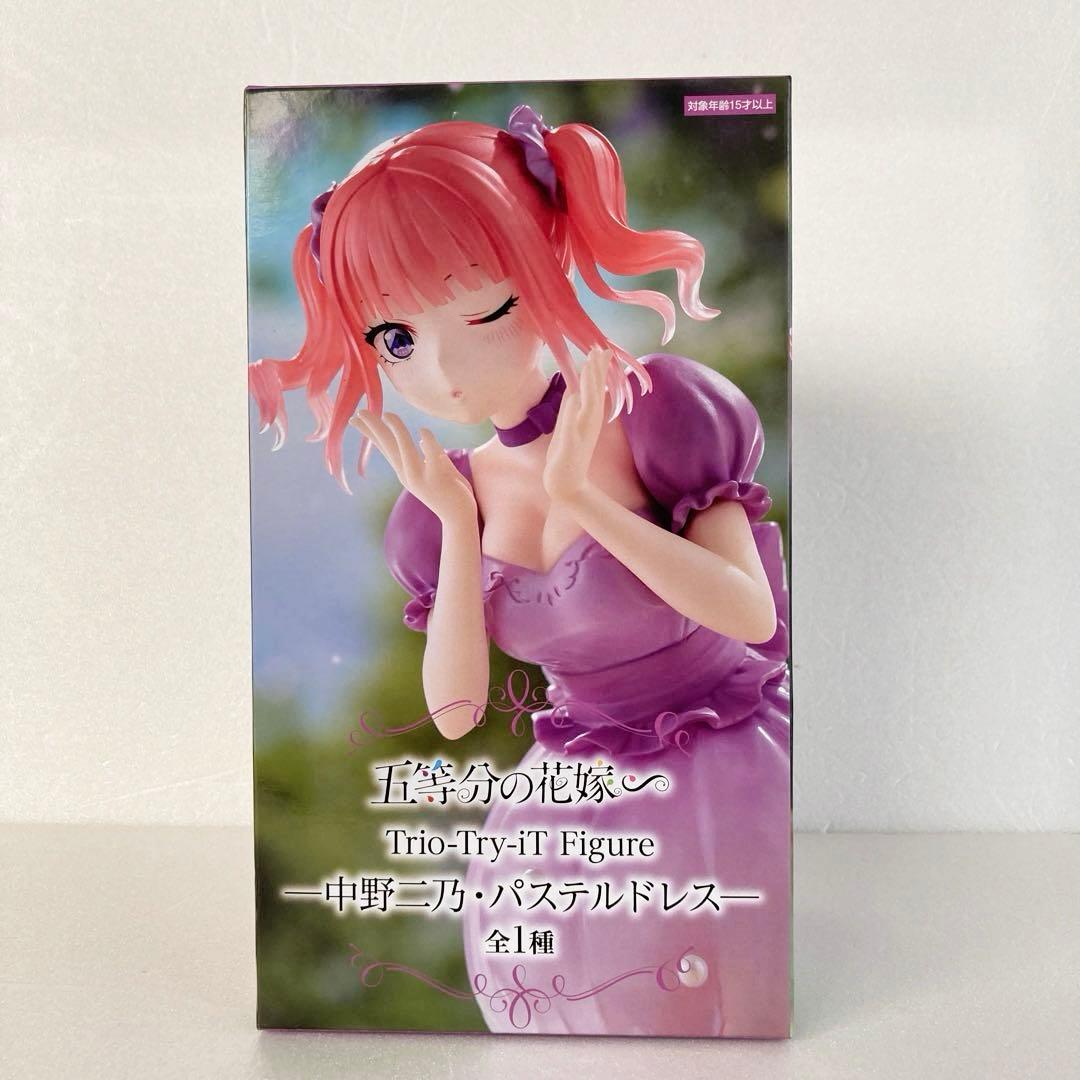 対象年齢15才以上
五等分の花嫁∽
Trio-Try-iT Figure
―中野二乃・パステルドレス―
全1種